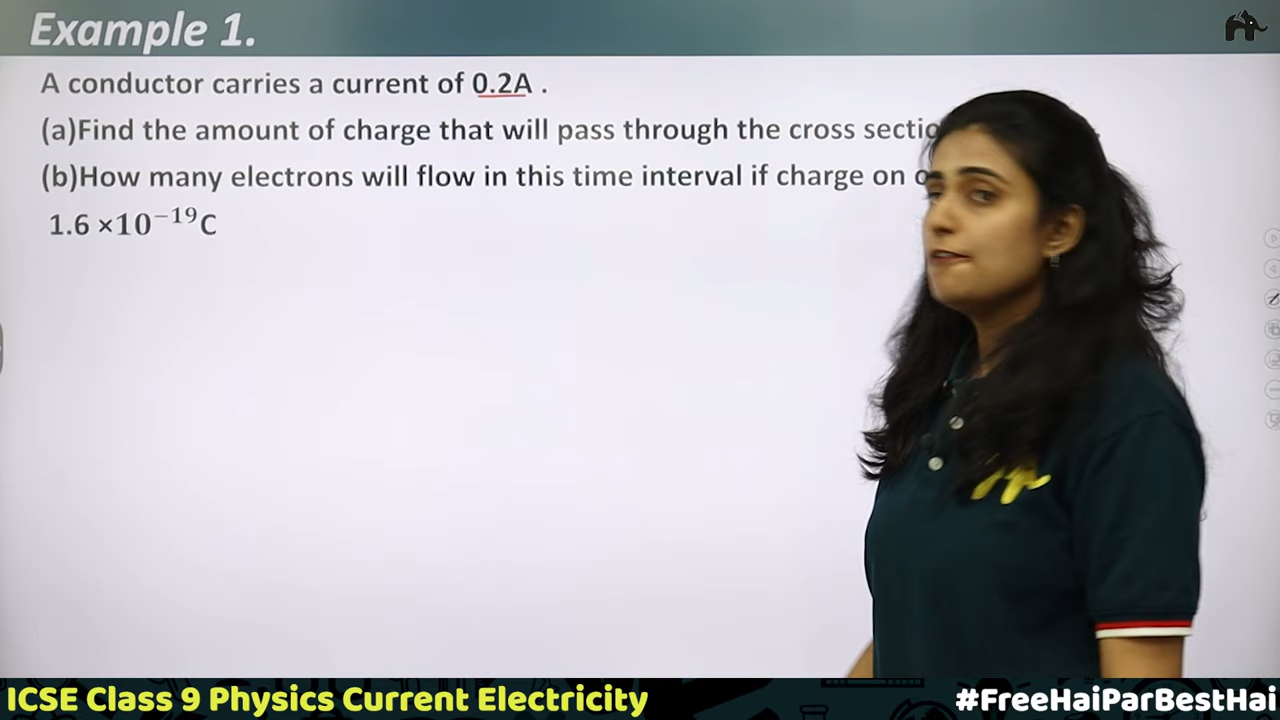 Example 1.
A conductor carries a current of 0.2A .
(a)Find the amount of charge that will pass through the cross
(b)How many electrons will flow in this time interval if charge on
1.6 ×10⁻¹⁹C
ICSE Class 9 Physics Current Electricity
#FreeHaiParBestHai